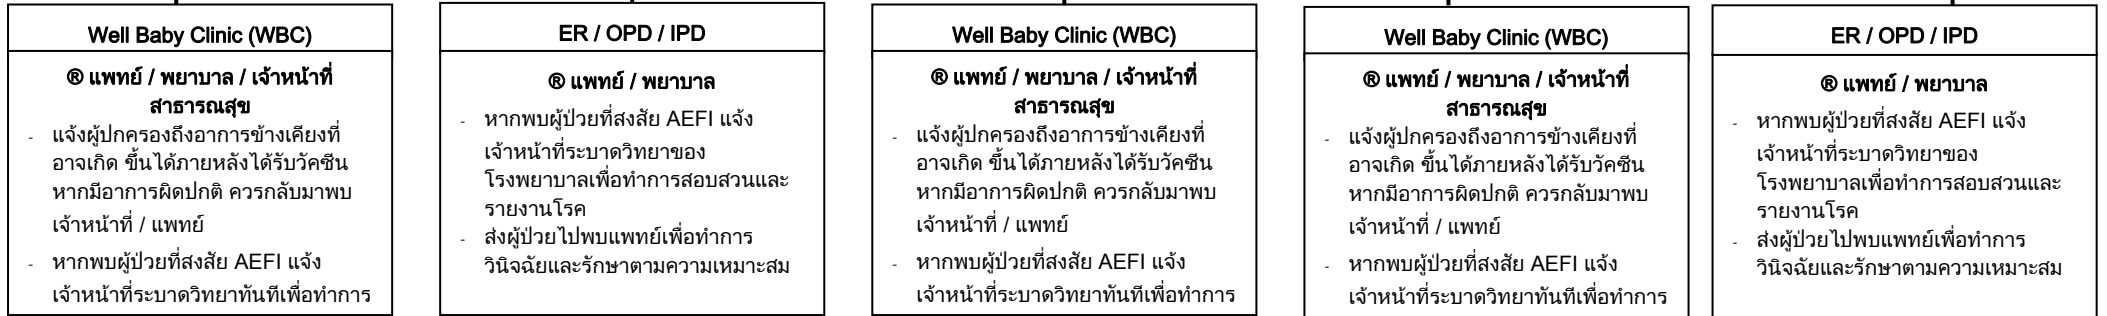 Well Baby Clinic (WBC)
® แพทย์ / พยาบาล / เจ้าหน้าที่
สาธารณสุข
- แจ้งผู้ปกครองถึงอาการข้างเคียงที่
อาจเกิด ขึ้นได้ภายหลังได้รับวัคซีน
หากมีอาการผิดปกติ ควรกลับมาพบ
เจ้าหน้าที่ / แพทย์
- หากพบผู้ป่วยที่สงสัย AEFI แจ้ง
เจ้าหน้าที่ระบาดวิทยาทันทีเพื่อทำการ
ER / OPD / IPD
® แพทย์ / พยาบาล
- หากพบผู้ป่วยที่สงสัย AEFI แจ้ง
เจ้าหน้าที่ระบาดวิทยาของ
โรงพยาบาลเพื่อทำการสอบสวนและ
รายงานโรค
- ส่งผู้ป่วยไปพบแพทย์เพื่อทำการ
วินิจฉัยและรักษาตามความเหมาะสม
Well Baby Clinic (WBC)
® แพทย์ / พยาบาล / เจ้าหน้าที่
สาธารณสุข
- แจ้งผู้ปกครองถึงอาการข้างเคียงที่
อาจเกิด ขึ้นได้ภายหลังได้รับวัคซีน
หากมีอาการผิดปกติ ควรกลับมาพบ
เจ้าหน้าที่ / แพทย์
- หากพบผู้ป่วยที่สงสัย AEFI แจ้ง
เจ้าหน้าที่ระบาดวิทยาทันทีเพื่อทำการ
Well Baby Clinic (WBC)
® แพทย์ / พยาบาล / เจ้าหน้าที่
สาธารณสุข
- แจ้งผู้ปกครองถึงอาการข้างเคียงที่
อาจเกิด ขึ้นได้ภายหลังได้รับวัคซีน
หากมีอาการผิดปกติ ควรกลับมาพบ
เจ้าหน้าที่ / แพทย์
- หากพบผู้ป่วยที่สงสัย AEFI แจ้ง
เจ้าหน้าที่ระบาดวิทยาทันทีเพื่อทำการ
ER / OPD / IPD
® แพทย์ / พยาบาล
- หากพบผู้ป่วยที่สงสัย AEFI แจ้ง
เจ้าหน้าที่ระบาดวิทยาของ
โรงพยาบาลเพื่อทำการสอบสวนและ
รายงานโรค
- ส่งผู้ป่วยไปพบแพทย์เพื่อทำการ
วินิจฉัยและรักษาตามความเหมาะสม